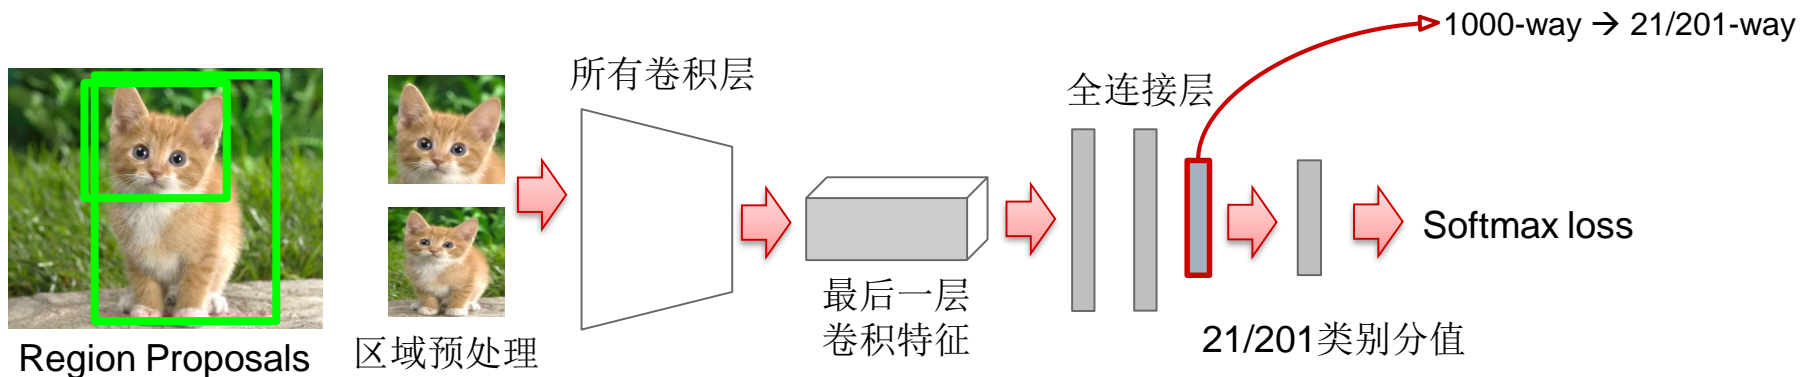 1000-way → 21/201-way
所有卷积层
全连接层
Softmax loss
最后一层
卷积特征
21/201类别分值
Region Proposals
区域预处理